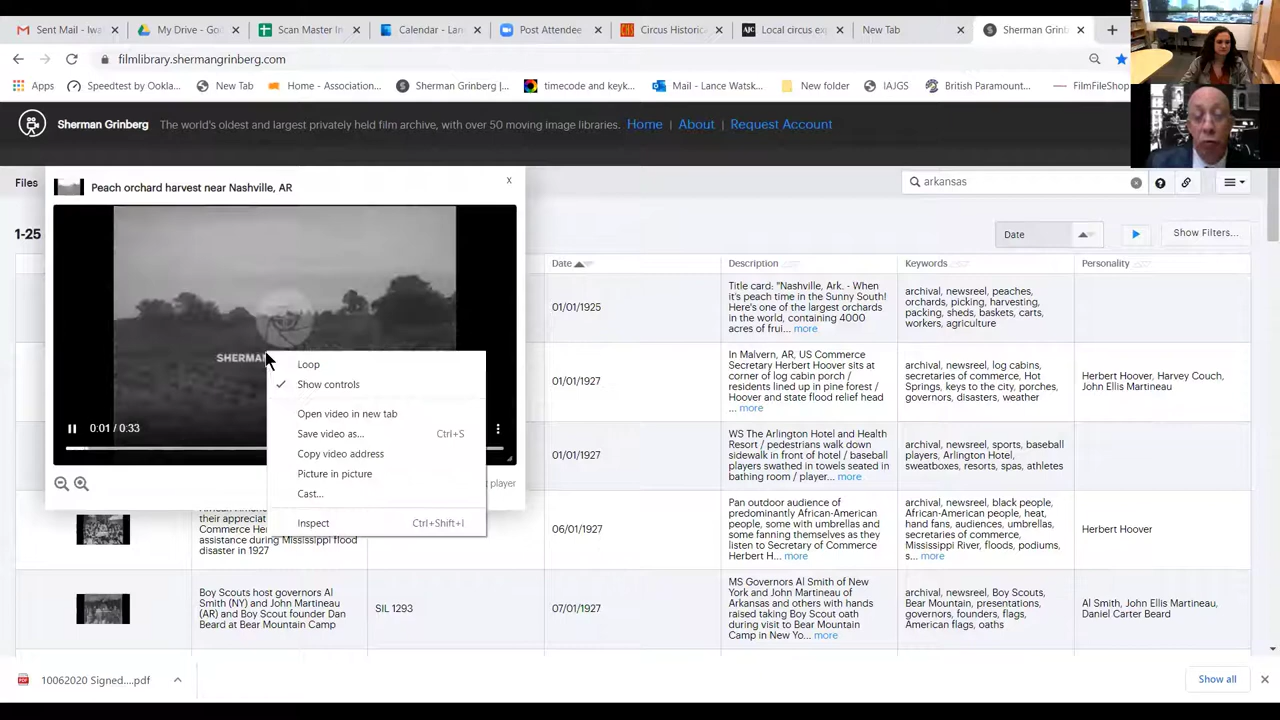 Sent Mail - Iwa
My Drive - Goo
Scan Master In
Calendar - Lan
Post Attendee
Circus Historica
Local circus ex
New Tab
Sherman Grinb
filmlibrary.shermangrinberg.com
Apps
Speedtest by Ookla...
New Tab
Home - Association...
Sherman Grinberg |...
timecode and keyk...
Mail - Lance Watsk...
New folder
IAJGS
British Paramount...
FilmFileShop
Sherman Grinberg
The world's oldest and largest privately held film archive, with over 50 moving image libraries.
Home | About | Request Account
Files
arkansas
Peach orchard harvest near Nashville, AR
x
1-25
Date
Show Filters...
Date
Description
Keywords
Personality
01/01/1925
Title card: "Nashville, Ark. - When
it's peach time in the Sunny South!
Here's one of the largest orchards
in the world, containing 4000
acres of frui... more
archival, newsreel, peaches,
orchards, picking, harvesting,
packing, sheds, baskets, carts,
workers, agriculture
SHERMAN
0:01 / 0:33
Loop
Show controls
Open video in new tab
Save video as... Ctrl+S
Copy video address
Picture in picture
Cast...
Inspect Ctrl+Shift+I
player
01/01/1927
In Malvern, AR, US Commerce
Secretary Herbert Hoover sits at
corner of log cabin porch /
residents lined up in pine forest /
Hoover and state flood relief head
... more
archival, newsreel, log cabins,
secretaries of commerce, Hot
Springs, keys to the city, porches,
governors, disasters, weather
Herbert Hoover, Harvey Couch,
John Ellis Martineau
01/01/1927
WS The Arlington Hotel and Health
Resort / pedestrians walk down
sidewalk in front of hotel / baseball
players swathed in towels seated in
bathing room / player... more
archival, newsreel, sports, baseball
players, Arlington Hotel,
sweatboxes, resorts, spas, athletes
their appreciat
Commerce Her
assistance during Mississippi flood
disaster in 1927
06/01/1927
Pan outdoor audience of
predominantly African-American
people, some with umbrellas and
some fanning themselves as they
listen to Secretary of Commerce
Herbert H... more
archival, newsreel, black people,
African-American people, heat,
hand fans, audiences, umbrellas,
secretaries of commerce,
Mississippi River, floods, podiums,
s... more
Herbert Hoover
Boy Scouts host governors Al
Smith (NY) and John Martineau
(AR) and Boy Scout founder Dan
Beard at Bear Mountain Camp
SIL 1293
07/01/1927
MS Governors Al Smith of New
York and John Martineau of
Arkansas and others with hands
raised taking Boy Scout oath
during visit to Bear Mountain
Camp in New Yo... more
archival, newsreel, Boy Scouts,
Bear Mountain, presentations,
governors, founders, flags,
American flags, oaths
Al Smith, John Ellis Martineau,
Daniel Carter Beard
10062020 Signed....pdf
Show all